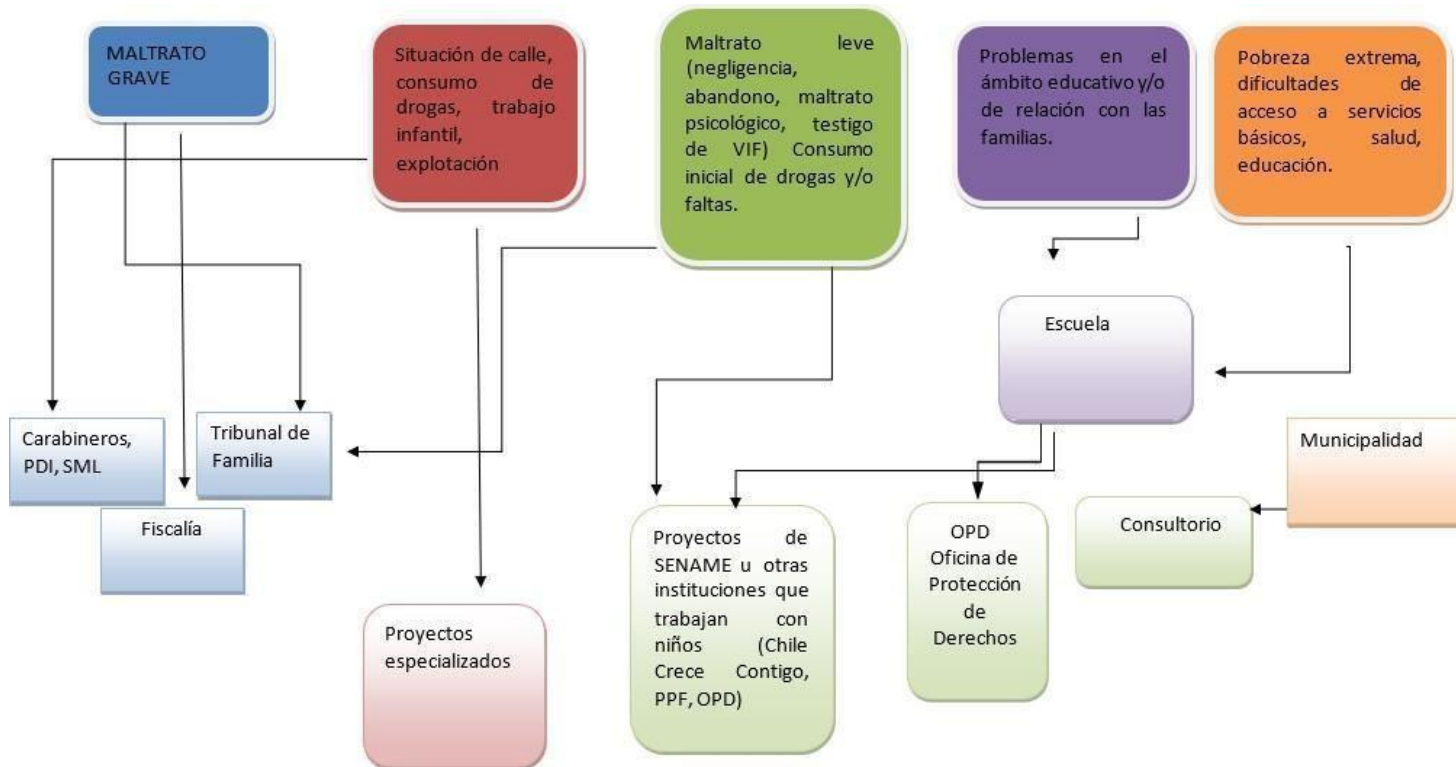 MALTRATO
GRAVE
Situación de calle,
consumo de
drogas, trabajo
infantil,
explotación
Maltrato leve
(negligencia,
abandono, maltrato
psicológico, testigo
de VIF) Consumo
inicial de drogas y/o
faltas.
Problemas en el
ámbito educativo y/o
de relación con las
familias.
Pobreza extrema,
dificultades de
acceso a servicios
básicos, salud,
educación.
Escuela
Carabineros,
PDI, SML
Tribunal de
Familia
Fiscalía
Municipalidad
Consultorio
Proyectos
especializados
Proyectos de
SENAME u otras
instituciones que
trabajan con
niños (Chile
Crece Contigo,
PPF, OPD)
OPD
Oficina de
Protección
de
Derechos